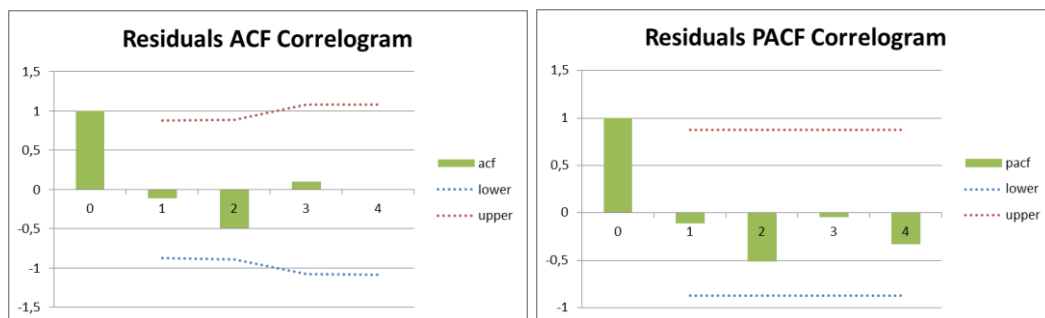 Residuals ACF Correlogram
1,5
1
0,5
0
-0,5
-1
-1,5
0 1 2 3 4
acf
lower
upper
Residuals PACF Correlogram
1,5
1
0,5
0
-0,5
-1
0 1 2 3 4
pacf
lower
upper